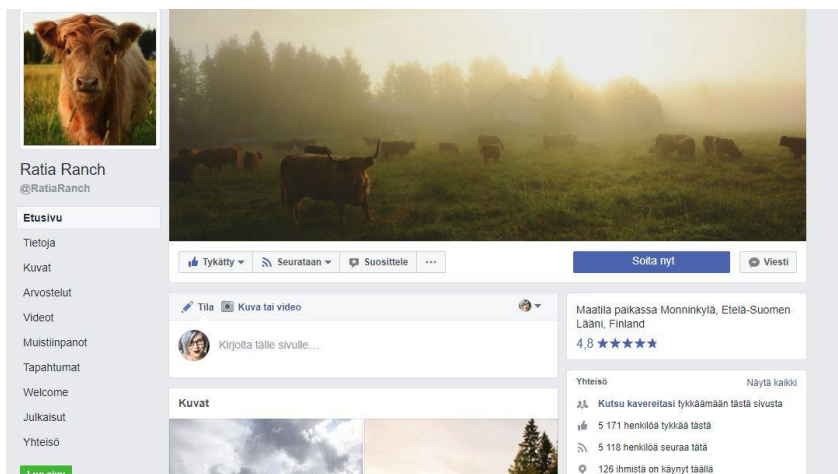 Ratia Ranch
@RatiaRanch
Etusivu
Tietoja
Kuvat
Arvostelut
Videot
Muistiinpanot
Tapahtumat
Welcome
Julkaisut
Yhteisö
Tykätty
Seurataan
Suosittele
Soita nyt
Viesti
Tila
Kuva tai video
Kirjoita tälle sivulle...
Kuvat
Maatila paikassa Monninkylä, Etelä-Suomen
Lääni, Finland
4,8 ★★★★★
Yhteisö
Näytä kaikki
Kutsu kavereitasi tykkäämään tästä sivusta
5 171 henkilöä tykkää tästä
5 118 henkilöä seuraa tätä
126 ihmistä on käynyt täällä